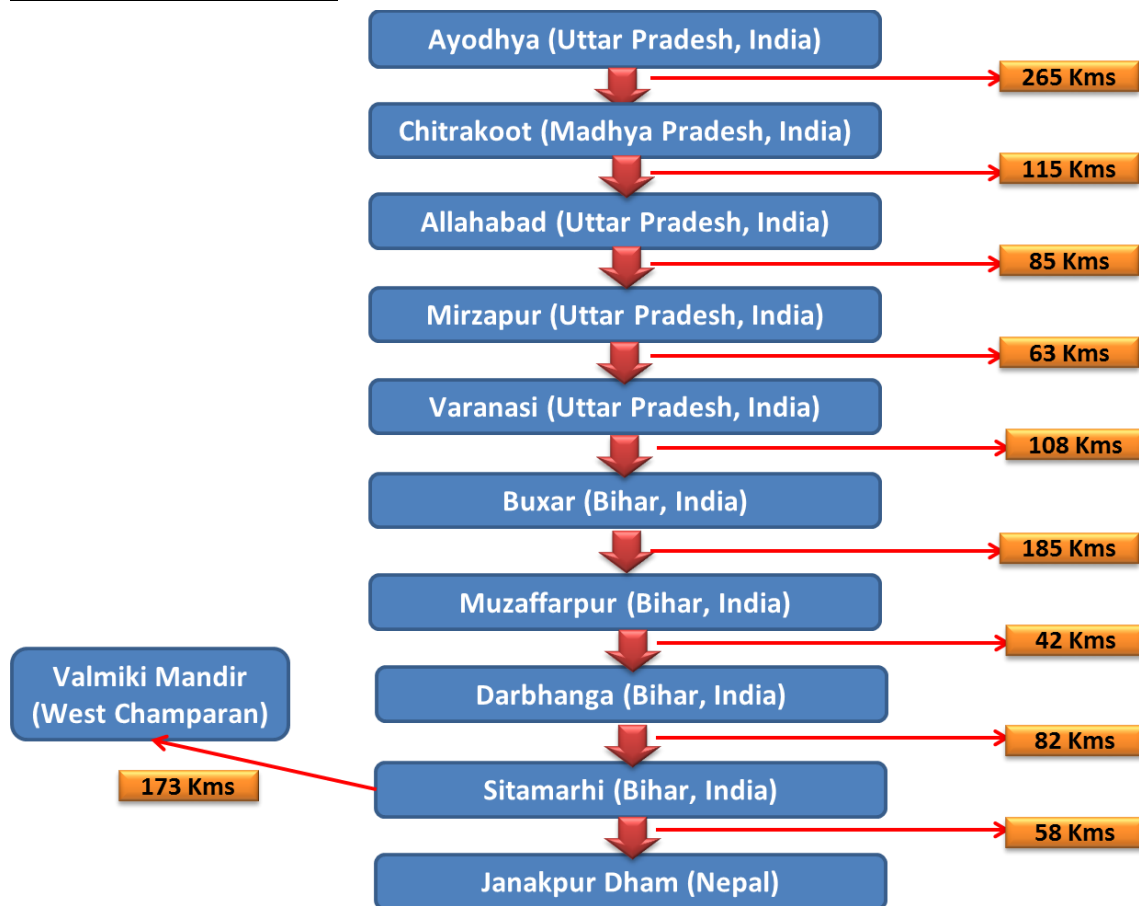 Ayodhya (Uttar Pradesh, India)
265 Kms
Chitrakoot (Madhya Pradesh, India)
115 Kms
Allahabad (Uttar Pradesh, India)
85 Kms
Mirzapur (Uttar Pradesh, India)
63 Kms
Varanasi (Uttar Pradesh, India)
108 Kms
Buxar (Bihar, India)
185 Kms
Muzaffarpur (Bihar, India)
42 Kms
Valmiki Mandir
(West Champaran)
Darbhanga (Bihar, India)
82 Kms
173 Kms
Sitamarhi (Bihar, India)
58 Kms
Janakpur Dham (Nepal)